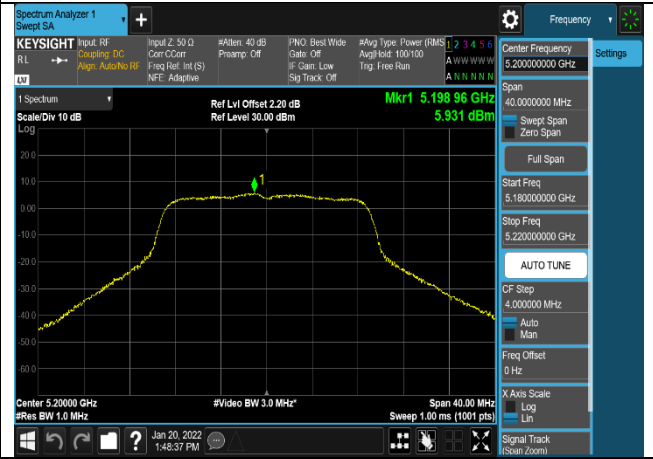 Spectrum Analyzer 1
Swept SA
Frequency
KEYSIGHT
RL
Input: RF
Coupling: DC
Align: Auto/No RF
Input Z: 50 Ω
Corr CCorr
Freq Ref: Int (S)
NFE: Adaptive
#Atten: 40 dB
Preamp: Off
PNO: Best Wide
Gate: Off
IF Gain: Low
Sig Track: Off
#Avg Type: Power (RMS
Avg|Hold: 100/100
Trig: Free Run
1 2 3 4 5 6
A W W W W W
A N N N N N
LXI
1 Spectrum
Scale/Div 10 dB
Ref Lvl Offset 2.20 dB
Ref Level 30.00 dBm
Mkr1 5.198 96 GHz
5.931 dBm
Log
20.0
10.0
0.00
-10.0
-20.0
-30.0
-40.0
-50.0
-60.0
1
Center 5.20000 GHz
#Res BW 1.0 MHz
#Video BW 3.0 MHz*
Span 40.00 MHz
Sweep 1.00 ms (1001 pts)
Jan 20, 2022
1:48:37 PM
Center Frequency
5.200000000 GHz
Settings
Span
40.0000000 MHz
Swept Span
Zero Span
Full Span
Start Freq
5.180000000 GHz
Stop Freq
5.220000000 GHz
AUTO TUNE
CF Step
4.000000 MHz
Auto
Man
Freq Offset
0 Hz
X Axis Scale
Log
Lin
Signal Track
(Span Zoom)